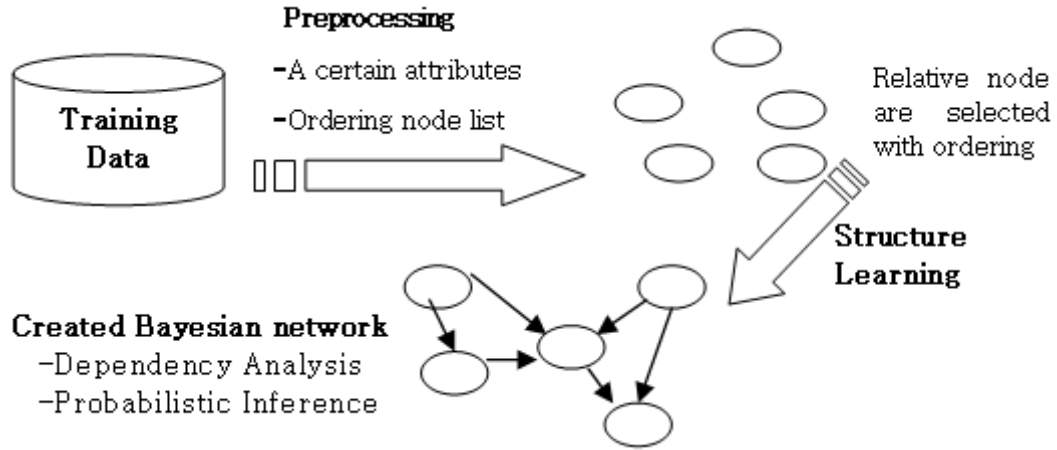 Preprocessing
-A certain attributes
-Ordering node list
Training
Data
Relative node
are selected
with ordering
Structure
Learning
Created Bayesian network
-Dependency Analysis
-Probabilistic Inference